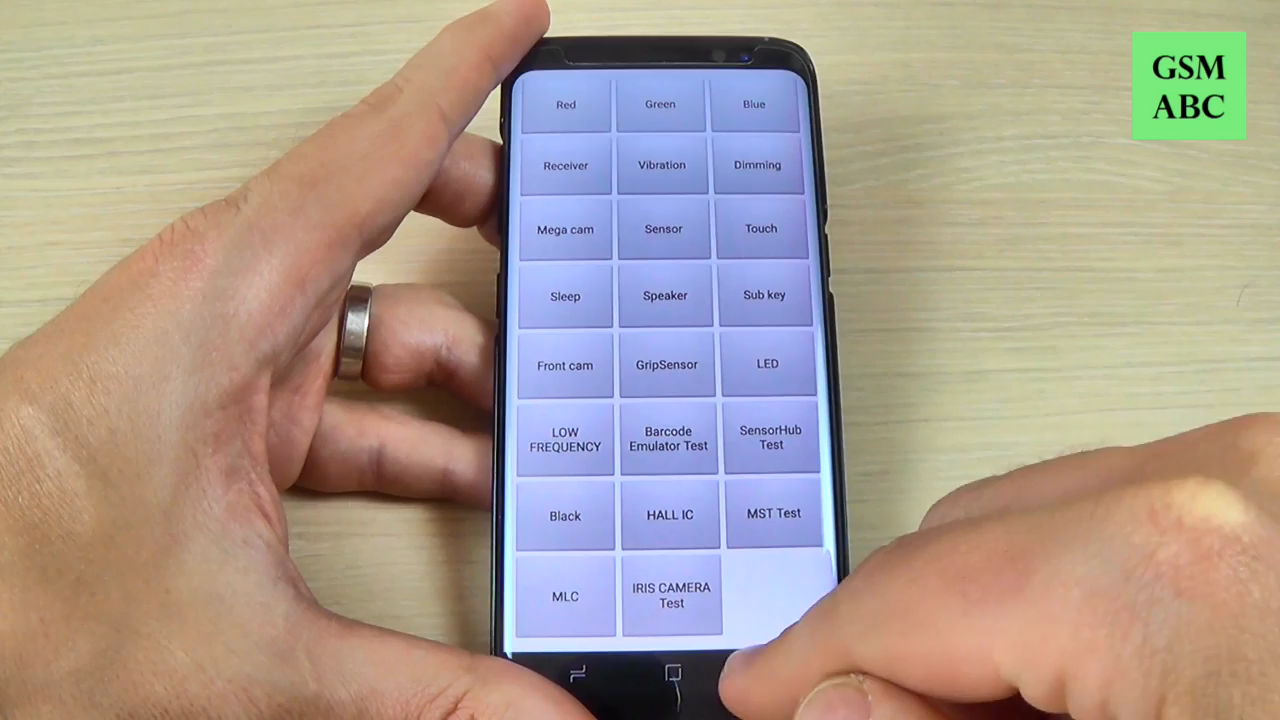 GSM
ABC
Red
Green
Blue
Receiver
Vibration
Dimming
Mega cam
Sensor
Touch
Sleep
Speaker
Sub key
Front cam
GripSensor
LED
LOW
FREQUENCY
Barcode
Emulator Test
SensorHub
Test
Black
HALL IC
MST Test
MLC
IRIS CAMERA
Test